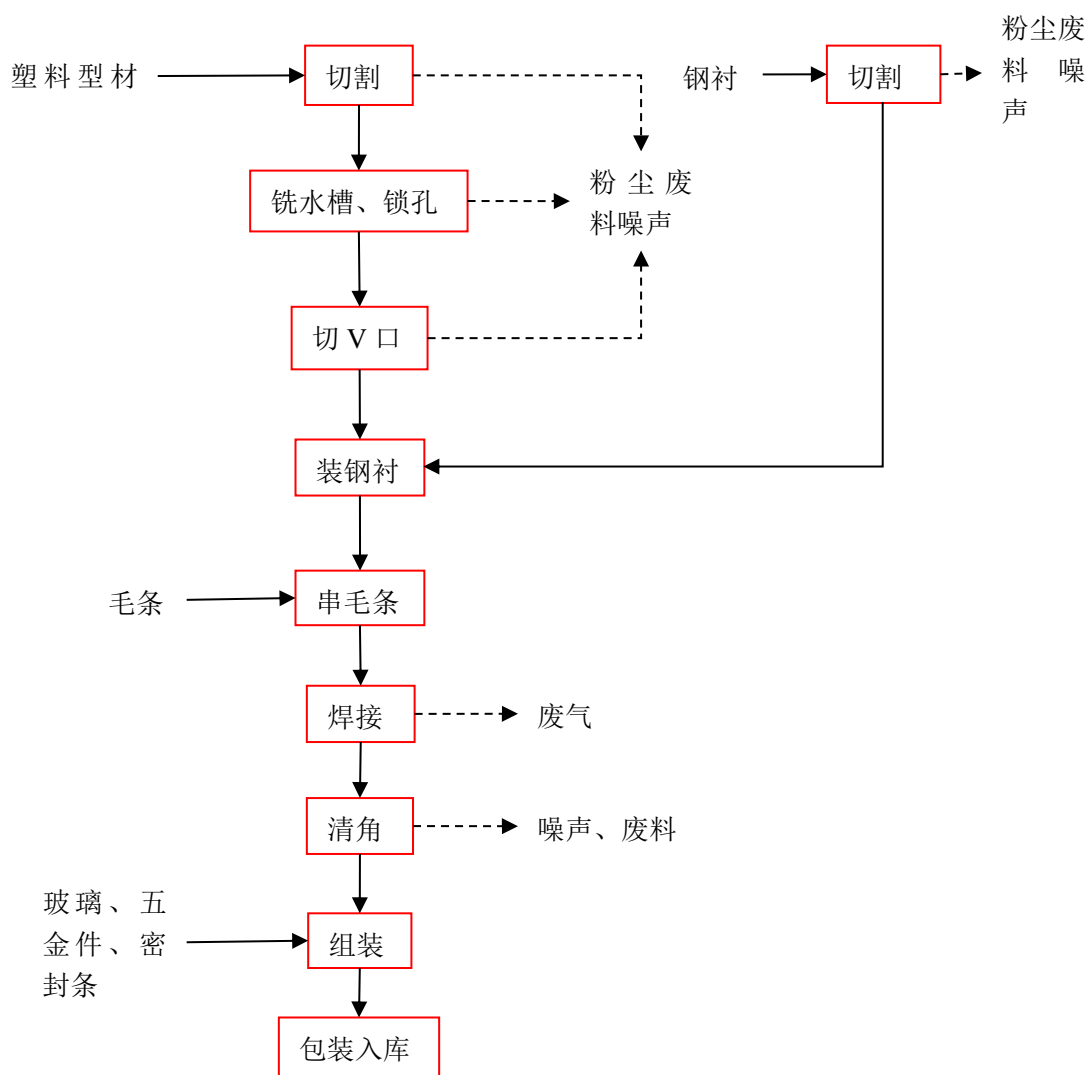 塑料型材
切割
钢衬
切割
粉尘废
料噪
声
铣水槽、锁孔
粉尘废
料噪声
切 V 口
装钢衬
毛条
串毛条
焊接
废气
清角
噪声、废料
玻璃、五
金件、密
封条
组装
包装入库